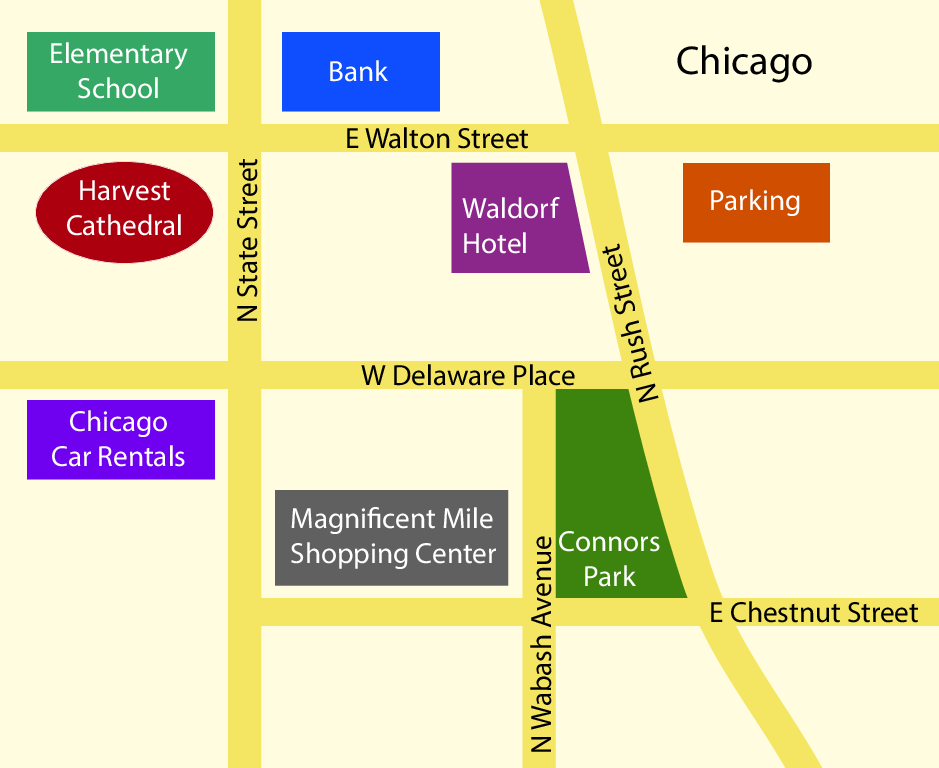 Elementary
School
Bank
Chicago
E Walton Street
Harvest
Cathedral
N State Street
Waldorf
Hotel
N Rush Street
Parking
W Delaware Place
Chicago
Car Rentals
Magnificent Mile
Shopping Center
N Wabash Avenue
Connors
Park
E Chestnut Street